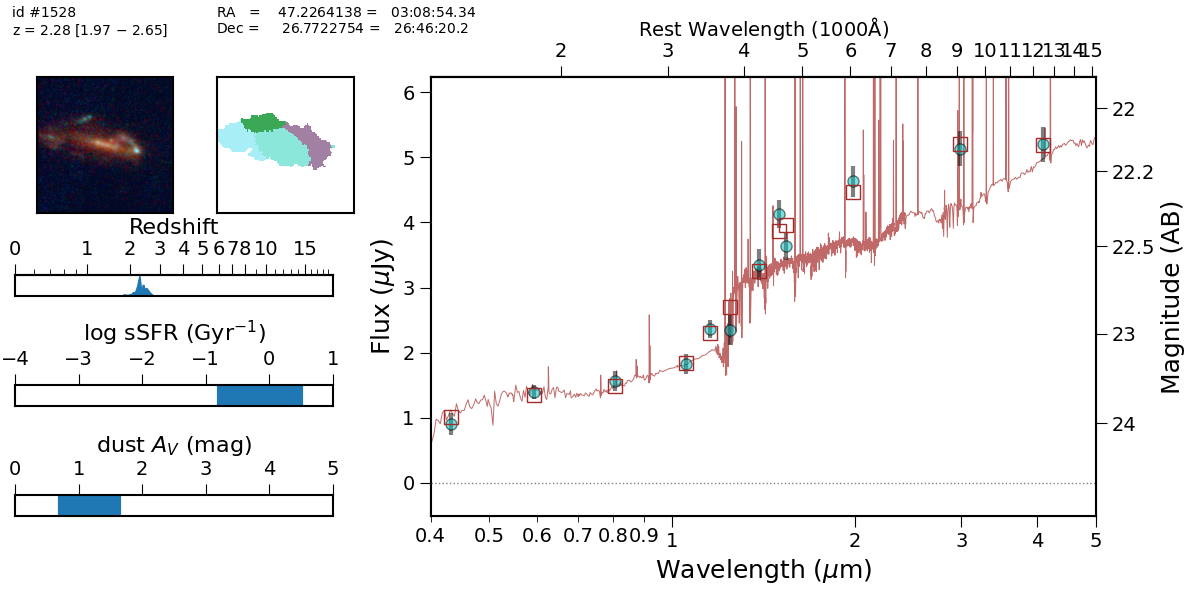 id #1528
z = 2.28 [1.97 − 2.65]
RA = 47.2264138 = 03:08:54.34
Dec = 26.7722754 = 26:46:20.2
Redshift
0 1 2 3 4 5 6 7 8 10 15
log sSFR (Gyr⁻¹)
−4 −3 −2 −1 0 1
dust A_V (mag)
0 1 2 3 4 5
Rest Wavelength (1000Å)
2 3 4 5 6 7 8 9 10 11 12 13 14 15
Flux (μJy)
6
5
4
3
2
1
0
22
22.2
22.5
23
24
Magnitude (AB)
0.4 0.5 0.6 0.7 0.8 0.9 1 2 3 4 5
Wavelength (μm)